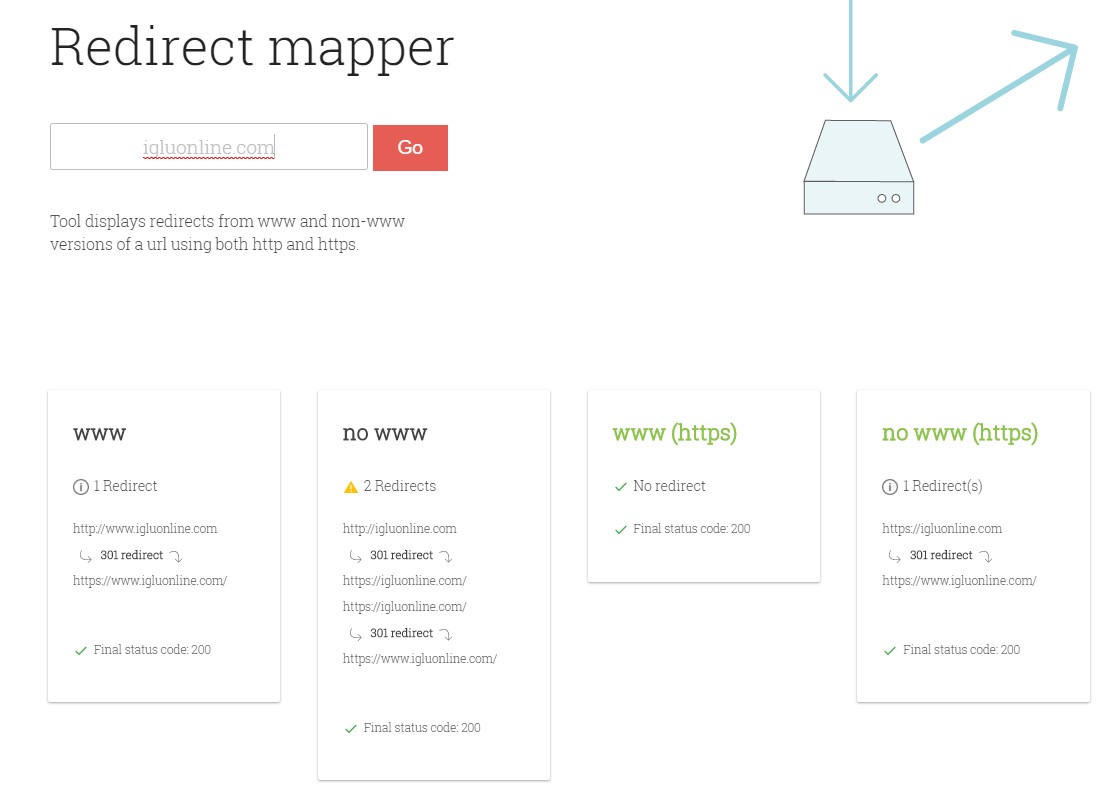 Redirect mapper
igluonline.com
Go
Tool displays redirects from www and non-www
versions of a url using both http and https.
www
1 Redirect
http://www.igluonline.com
301 redirect
https://www.igluonline.com/
Final status code: 200
no www
2 Redirects
http://igluonline.com
301 redirect
https://igluonline.com/
https://igluonline.com/
301 redirect
https://www.igluonline.com/
Final status code: 200
www (https)
No redirect
Final status code: 200
no www (https)
1 Redirect(s)
https://igluonline.com
301 redirect
https://www.igluonline.com/
Final status code: 200